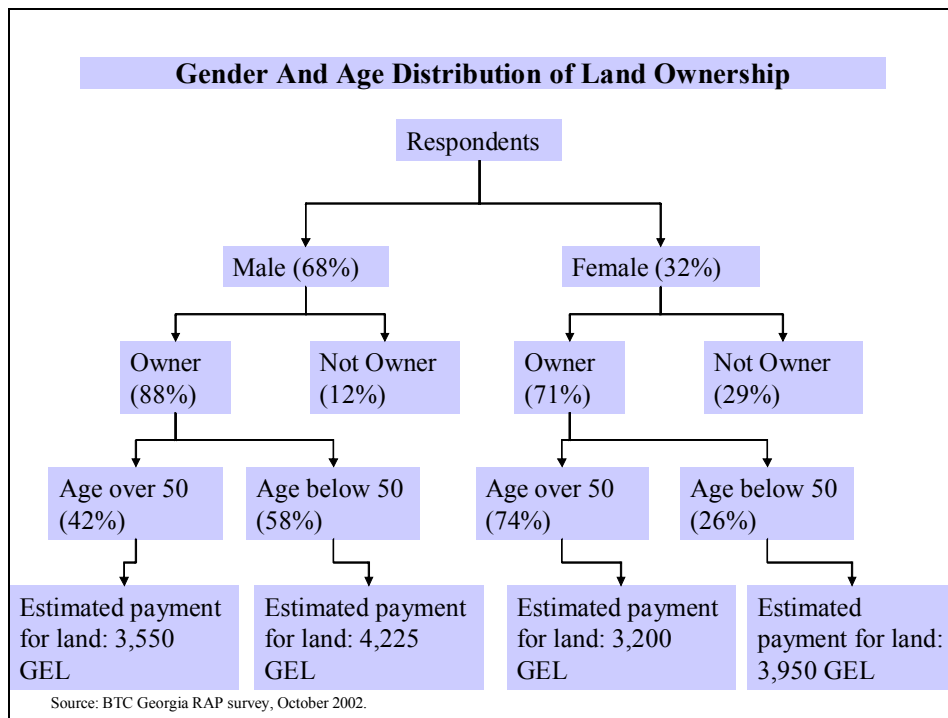 Gender And Age Distribution of Land Ownership
Respondents
Male (68%)
Female (32%)
Owner
(88%)
Not Owner
(12%)
Owner
(71%)
Not Owner
(29%)
Age over 50
(42%)
Age below 50
(58%)
Age over 50
(74%)
Age below 50
(26%)
Estimated payment
for land: 3,550
GEL
Estimated payment
for land: 4,225
GEL
Estimated payment
for land: 3,200
GEL
Estimated
payment for land:
3,950 GEL
Source: BTC Georgia RAP survey, October 2002.